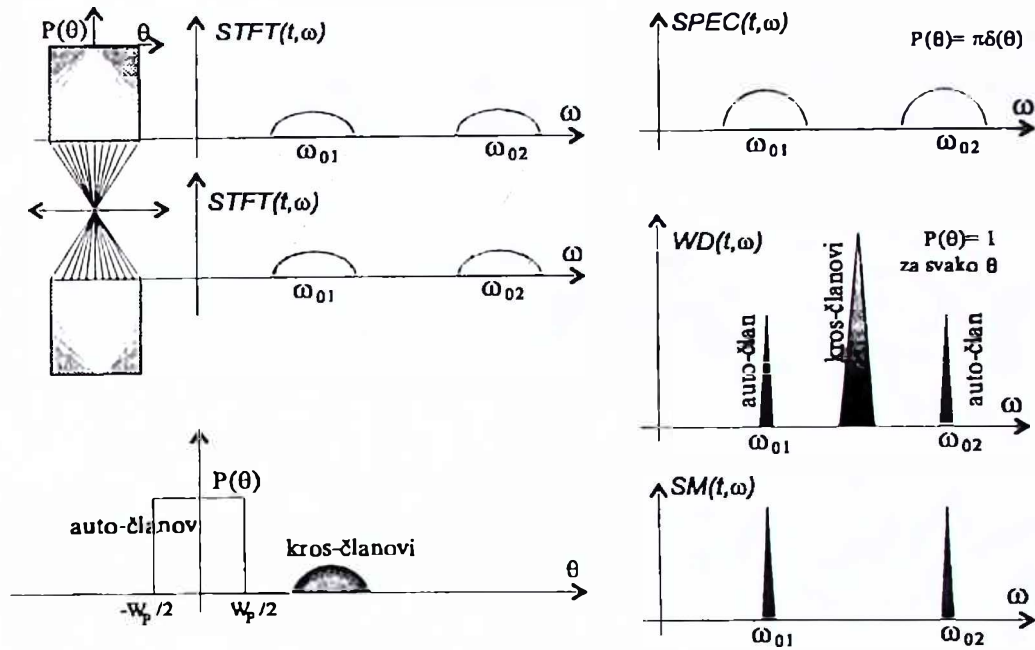 P(θ)
θ
STFT(t,ω)
ω
ω01
ω02
STFT(t,ω)
ω
ω01
ω02
P(θ)
auto-članov
kros-članovi
θ
-Wp/2
Wp/2
SPEC(t,ω)
P(θ)= πδ(θ)
ω
ω01
ω02
WD(t,ω)
P(θ)= 1
za svako θ
auto-član
kros-članovi
auto-član
ω
ω01
ω02
SM(t,ω)
ω
ω01
ω02